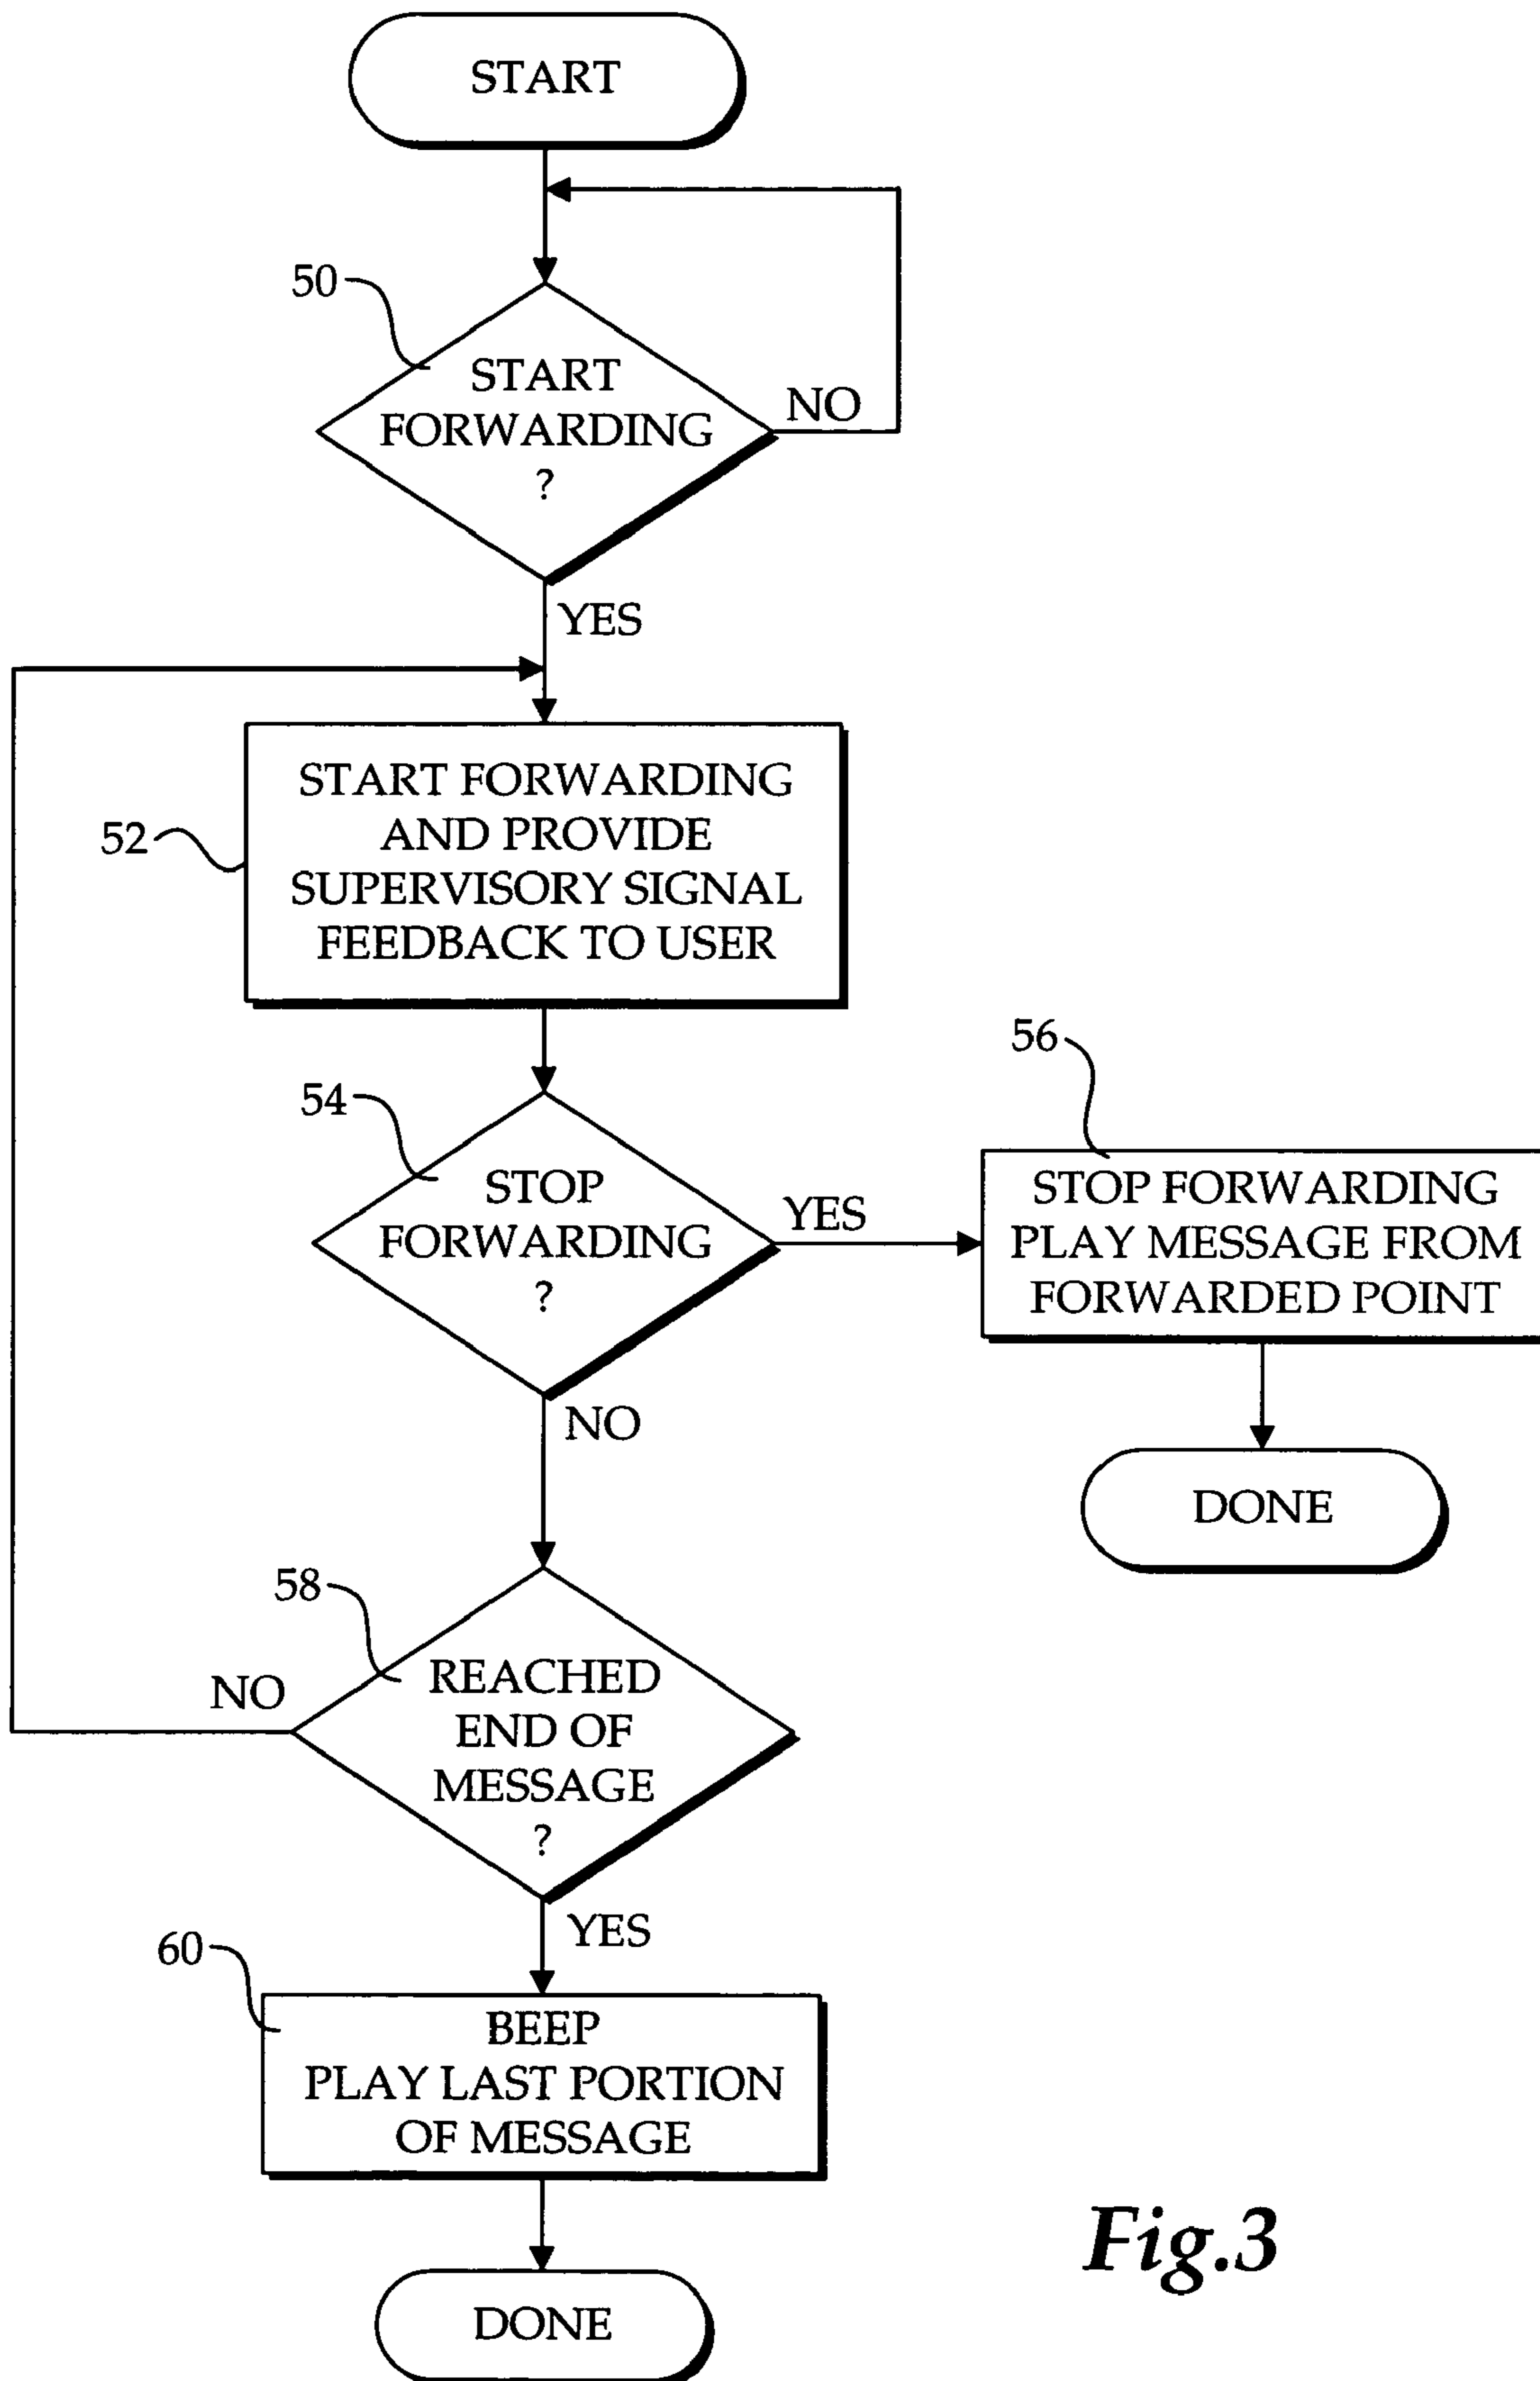 START
50
START
FORWARDING
?
NO
YES
52
START FORWARDING
AND PROVIDE
SUPERVISORY SIGNAL
FEEDBACK TO USER
54
STOP
FORWARDING
?
YES
56
STOP FORWARDING
PLAY MESSAGE FROM
FORWARDED POINT
DONE
NO
58
REACHED
END OF
MESSAGE
?
NO
YES
60
BEEP
PLAY LAST PORTION
OF MESSAGE
DONE
Fig.3